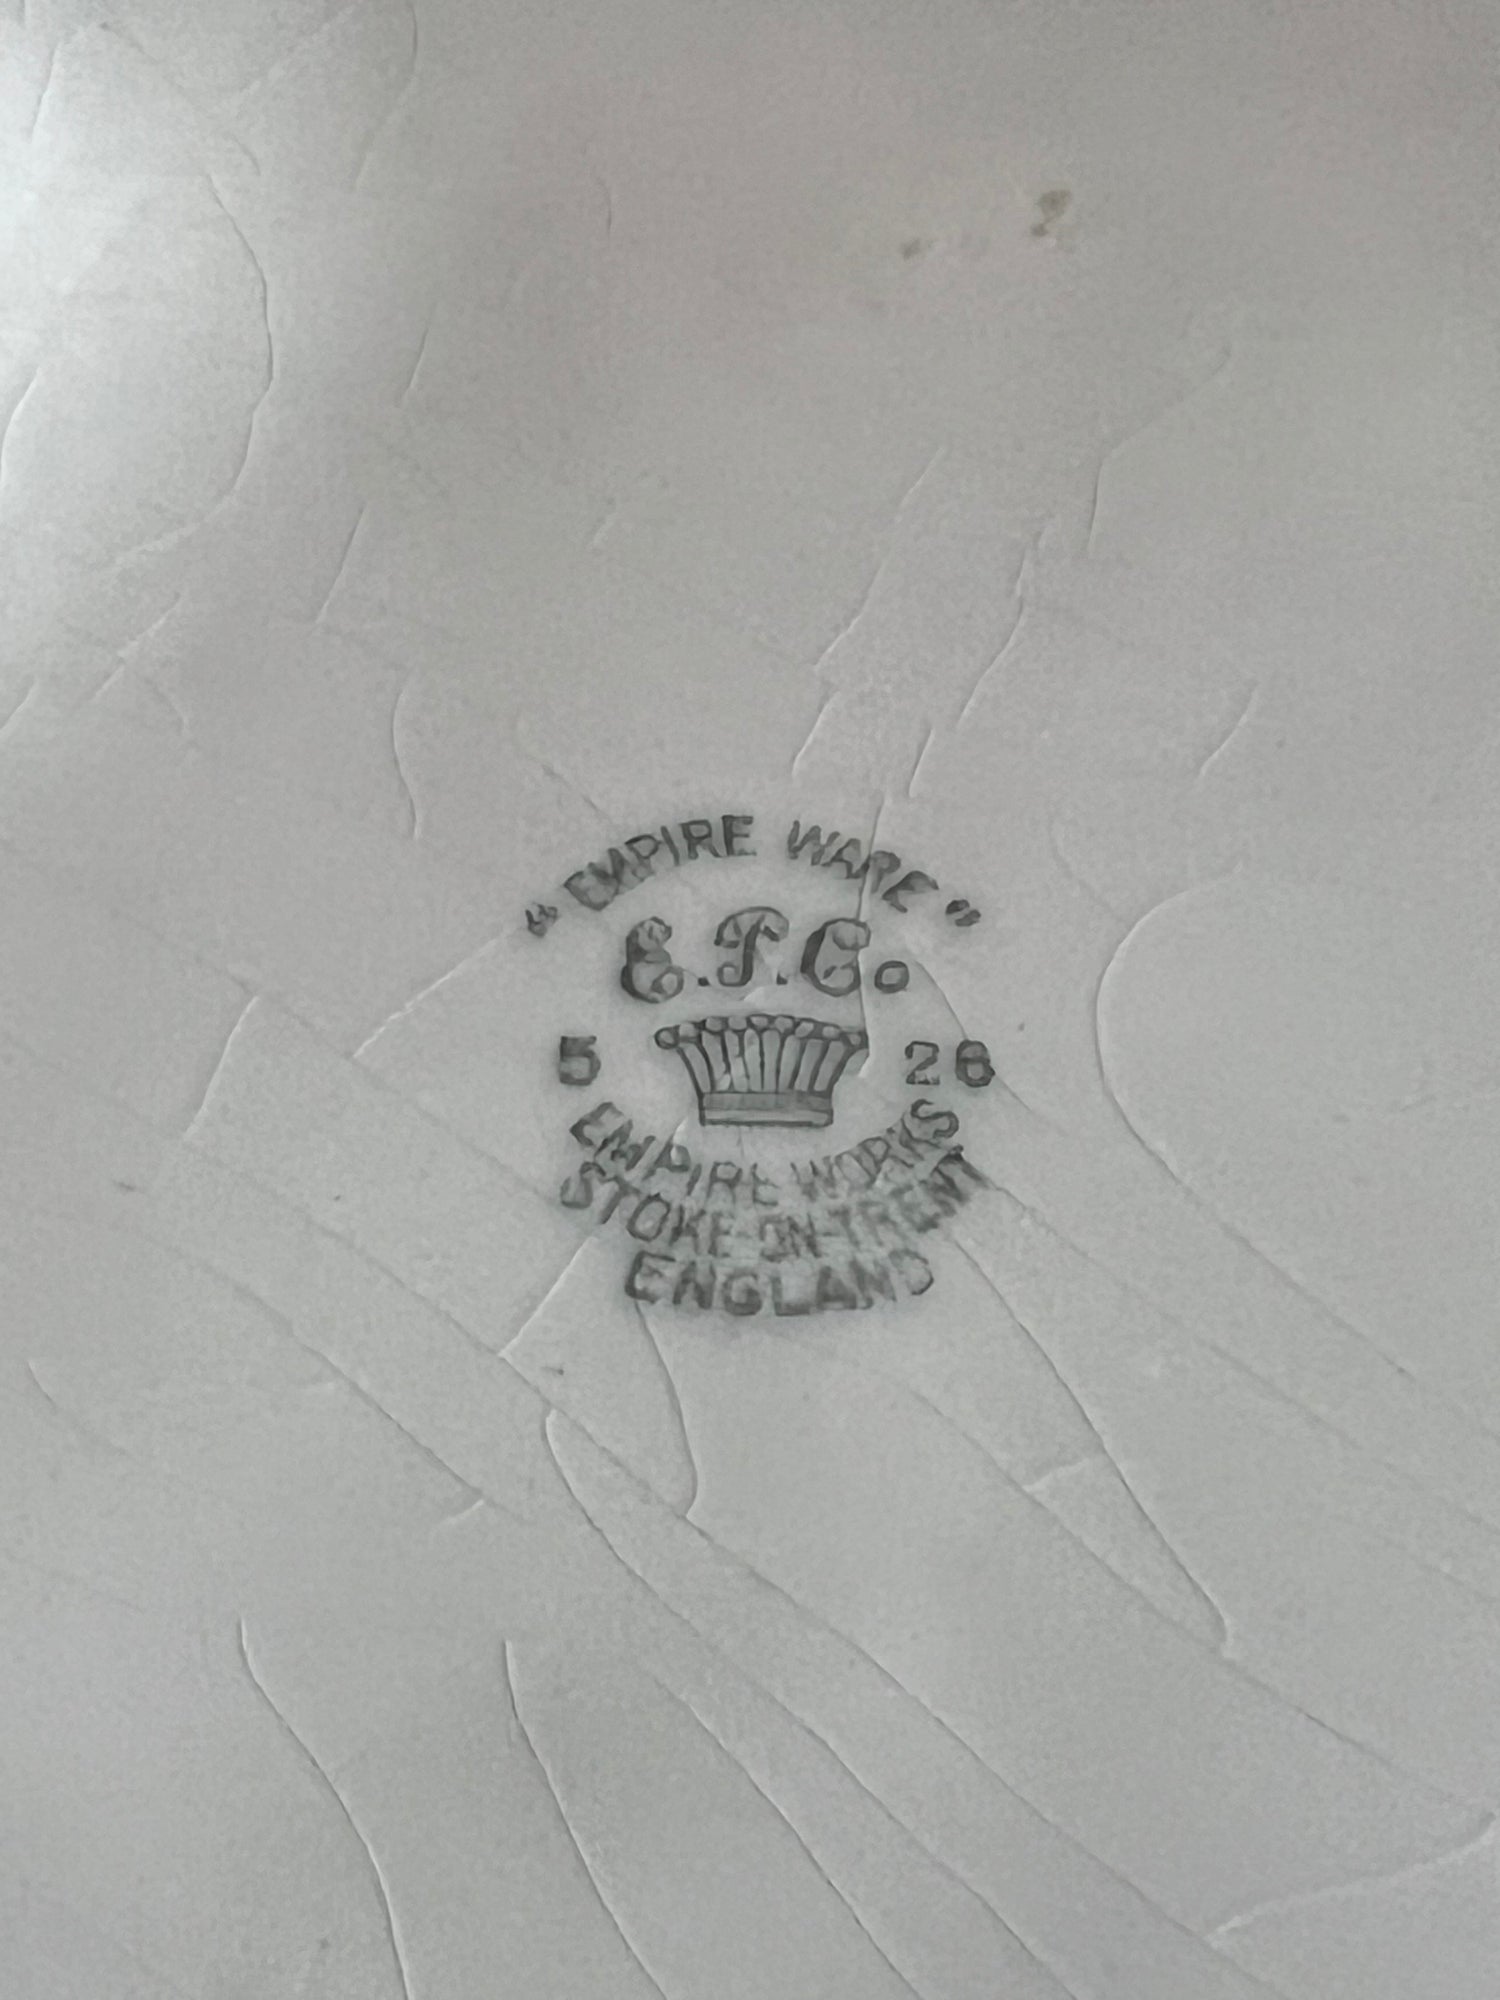 "EMPIRE WARE"
E.P.Co
5 26
EMPIRE WORKS
STOKE-ON-TRENT
ENGLAND